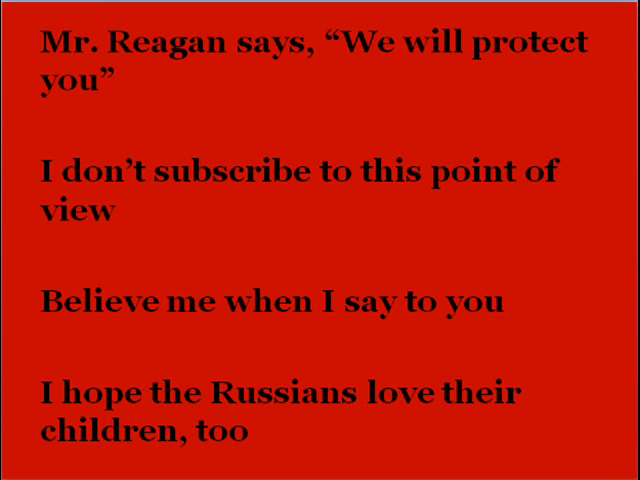 Mr. Reagan says, “We will protect
you”
I don’t subscribe to this point of
view
Believe me when I say to you
I hope the Russians love their
children, too